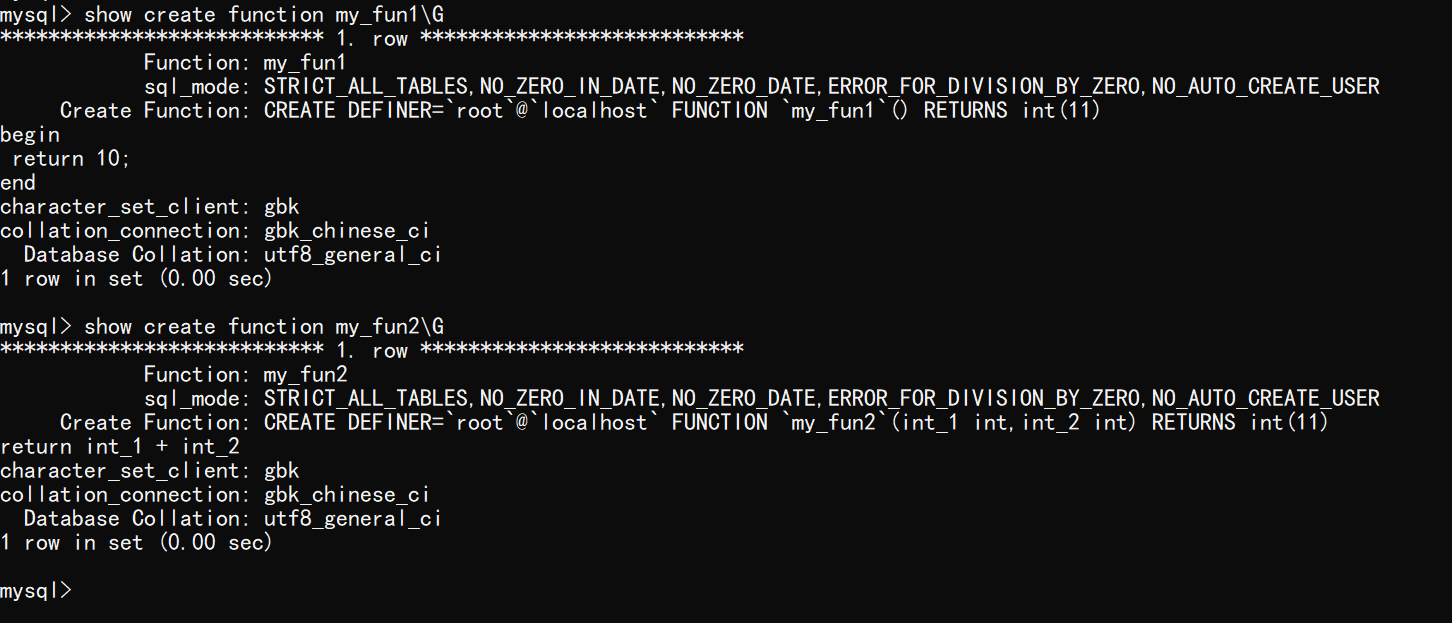 mysql> show create function my_fun1\G
*************************** 1. row ***************************
            Function: my_fun1
            sql_mode: STRICT_ALL_TABLES,NO_ZERO_IN_DATE,NO_ZERO_DATE,ERROR_FOR_DIVISION_BY_ZERO,NO_AUTO_CREATE_USER
     Create Function: CREATE DEFINER=`root`@`localhost` FUNCTION `my_fun1`() RETURNS int(11)
begin
 return 10;
end
character_set_client: gbk
collation_connection: gbk_chinese_ci
  Database Collation: utf8_general_ci
1 row in set (0.00 sec)

mysql> show create function my_fun2\G
*************************** 1. row ***************************
            Function: my_fun2
            sql_mode: STRICT_ALL_TABLES,NO_ZERO_IN_DATE,NO_ZERO_DATE,ERROR_FOR_DIVISION_BY_ZERO,NO_AUTO_CREATE_USER
     Create Function: CREATE DEFINER=`root`@`localhost` FUNCTION `my_fun2`(int_1 int,int_2 int) RETURNS int(11)
return int_1 + int_2
character_set_client: gbk
collation_connection: gbk_chinese_ci
  Database Collation: utf8_general_ci
1 row in set (0.00 sec)

mysql>